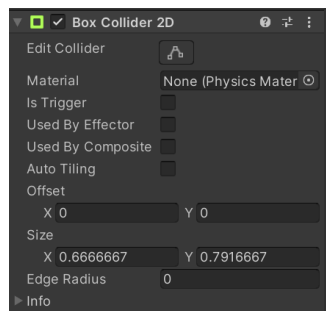 Box Collider 2D
Edit Collider
Material None (Physics Mater
Is Trigger
Used By Effector
Used By Composite
Auto Tiling
Offset
X 0 Y 0
Size
X 0.6666667 Y 0.7916667
Edge Radius 0
Info